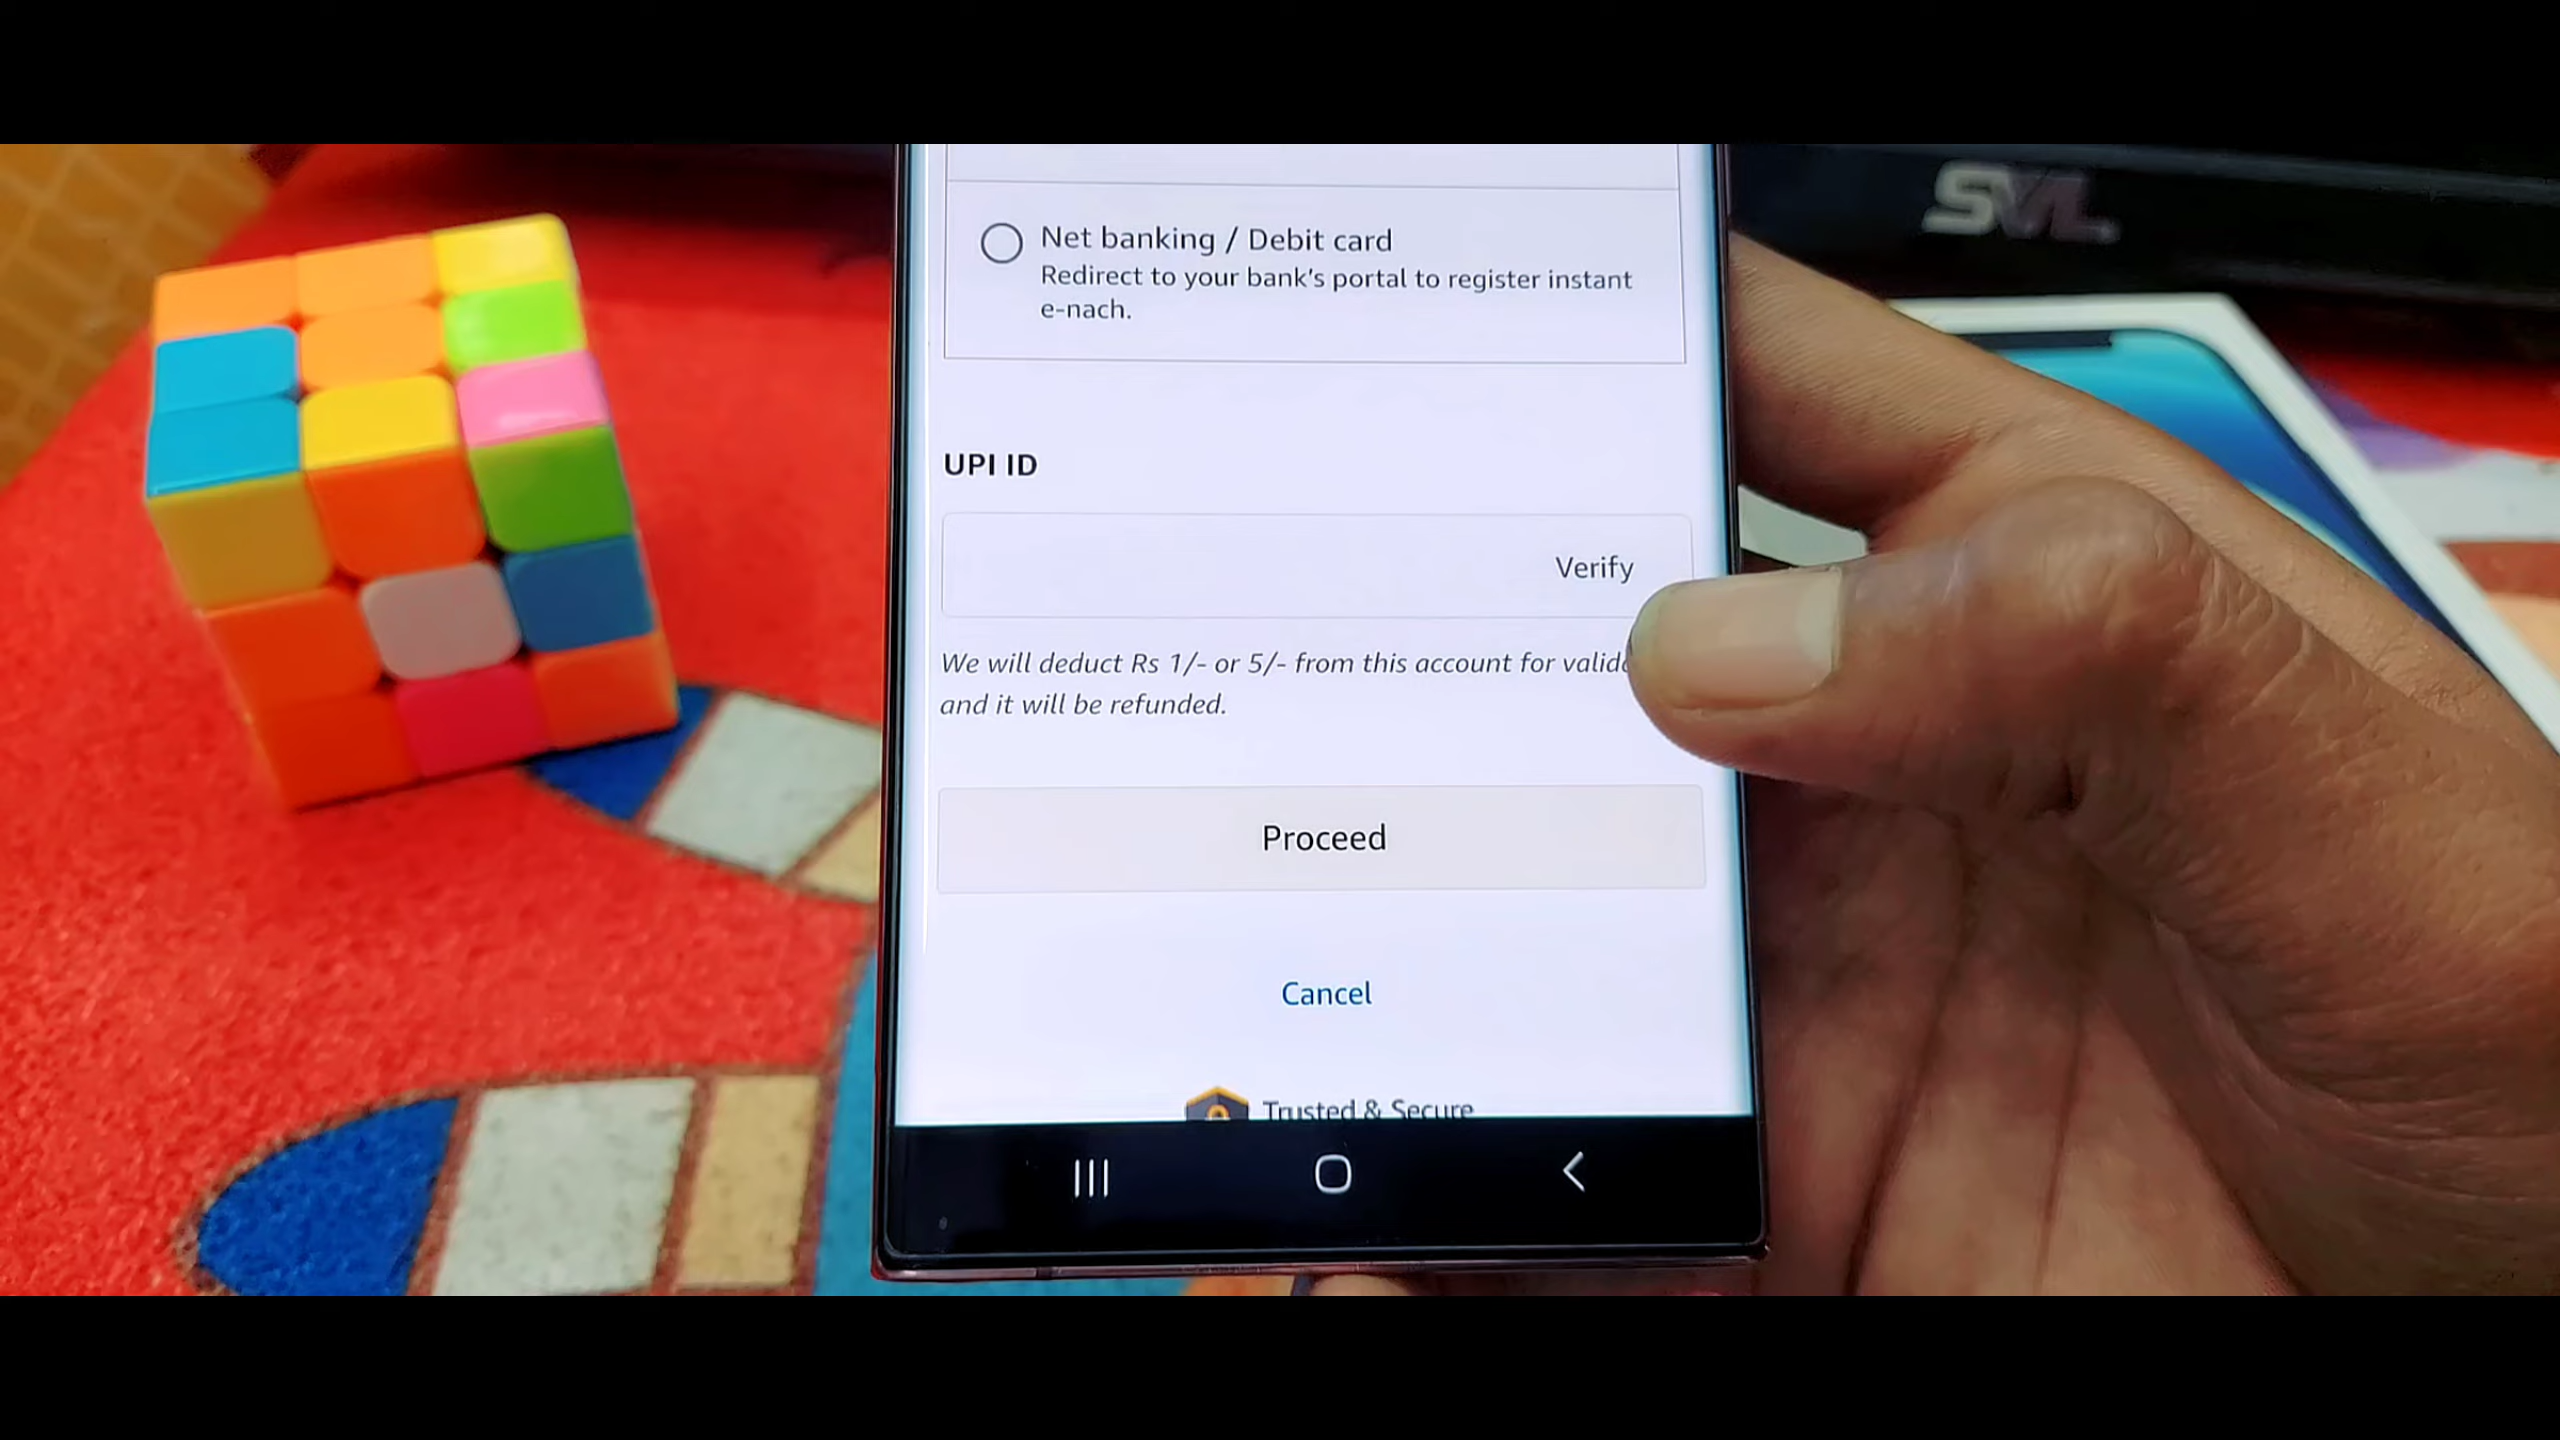 SVL
Net banking / Debit card
Redirect to your bank's portal to register instant
e-nach.
UPI ID
Verify
We will deduct Rs 1/- or 5/- from this account for
and it will be refunded.
Proceed
Cancel
Trusted & Secure